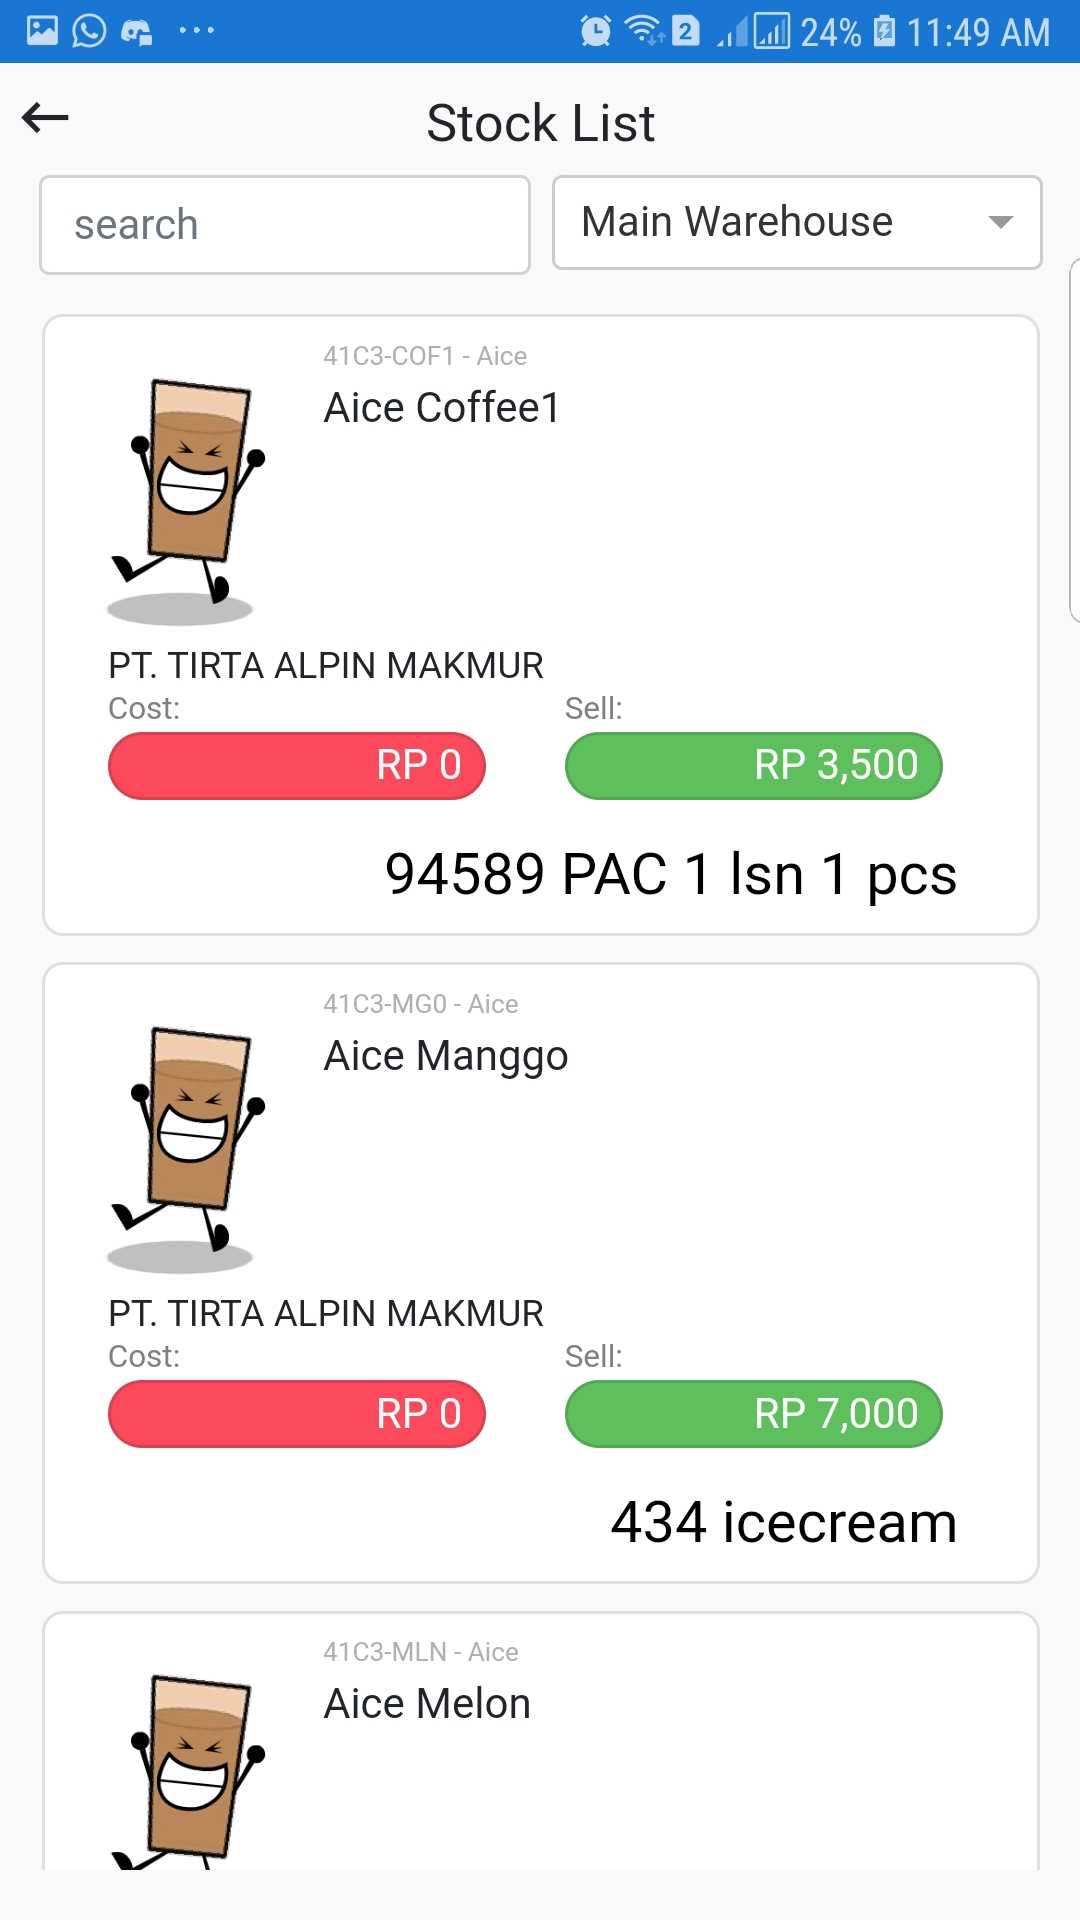 2 24% 11:49 AM
Stock List
search
Main Warehouse
41C3-COF1 - Aice
Aice Coffee1
PT. TIRTA ALPIN MAKMUR
Cost: Sell:
RP 0 RP 3,500
94589 PAC 1 lsn 1 pcs
41C3-MG0 - Aice
Aice Manggo
PT. TIRTA ALPIN MAKMUR
Cost: Sell:
RP 0 RP 7,000
434 icecream
41C3-MLN - Aice
Aice Melon